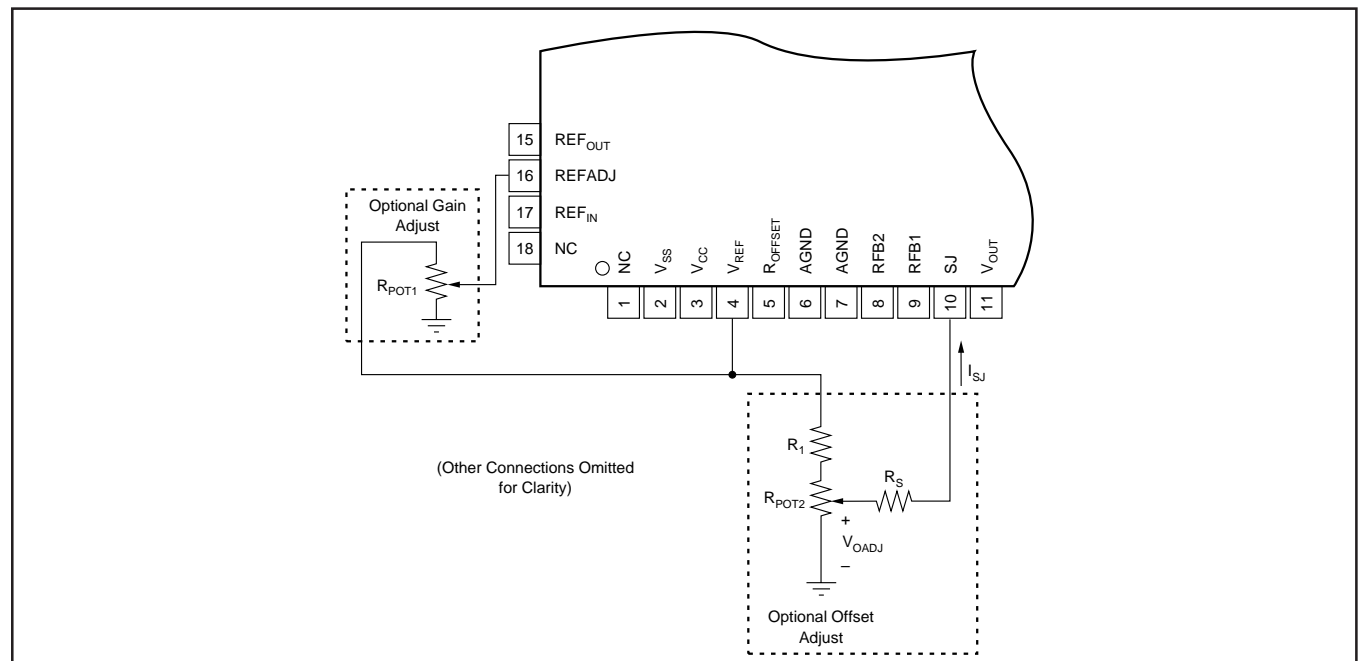 15 REF_OUT
16 REFADJ
17 REF_IN
18 NC
Optional Gain
Adjust
R_POT1
NC
V_SS
V_CC
V_REF
R_OFFSET
AGND
AGND
RFB2
RFB1
SJ
V_OUT
1
2
3
4
5
6
7
8
9
10
11
I_SJ
R_1
(Other Connections Omitted
for Clarity)
R_S
R_POT2
+
V_OADJ
–
Optional Offset
Adjust